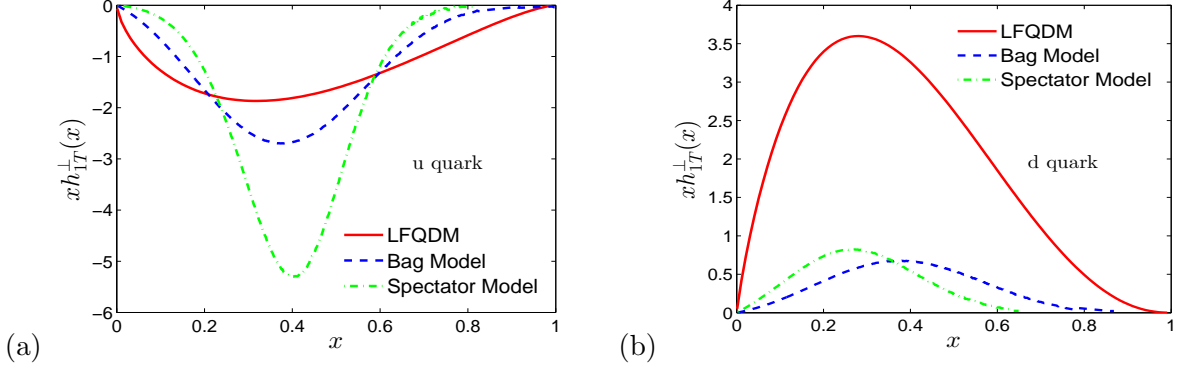 0
−1
−2
−3
−4
−5
−6
0
0.2
0.4
0.6
0.8
1
x
xh⊥1T(x)
u quark
LFQDM
Bag Model
Spectator Model
(a)
4
3.5
3
2.5
2
1.5
1
0.5
0
0
0.2
0.4
0.6
0.8
1
x
xh⊥1T(x)
LFQDM
Bag Model
Spectator Model
d quark
(b)